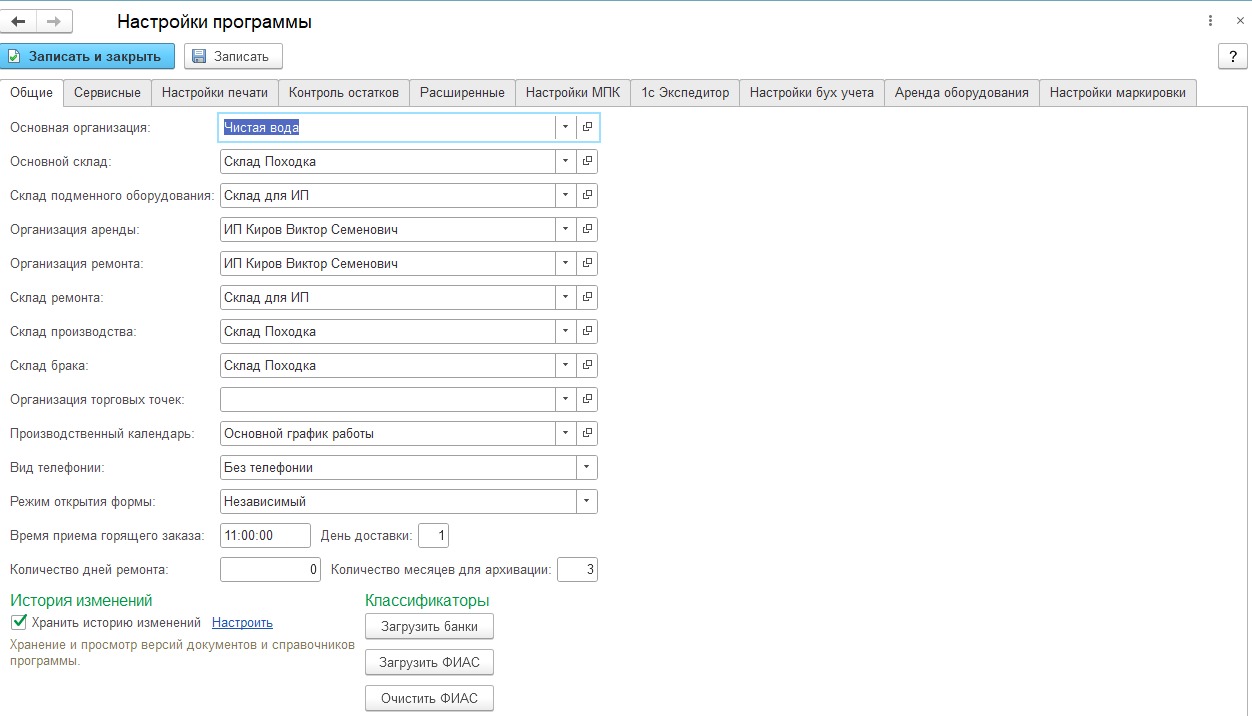 Настройки программы
Записать и закрыть Записать ?
Общие Сервисные Настройки печати Контроль остатков Расширенные Настройки МПК 1с Экспедитор Настройки бух учета Аренда оборудования Настройки маркировки
Основная организация: Чистая вода
Основной склад: Склад Походка
Склад подменного оборудования: Склад для ИП
Организация аренды: ИП Киров Виктор Семенович
Организация ремонта: ИП Киров Виктор Семенович
Склад ремонта: Склад для ИП
Склад производства: Склад Походка
Склад брака: Склад Походка
Организация торговых точек:
Производственный календарь: Основной график работы
Вид телефонии: Без телефонии
Режим открытия формы: Независимый
Время приема горящего заказа: 11:00:00 День доставки: 1
Количество дней ремонта: 0 Количество месяцев для архивации: 3
История изменений Классификаторы
Хранить историю изменений Настроить Загрузить банки
Хранение и просмотр версий документов и справочников
программы.
Загрузить ФИАС
Очистить ФИАС